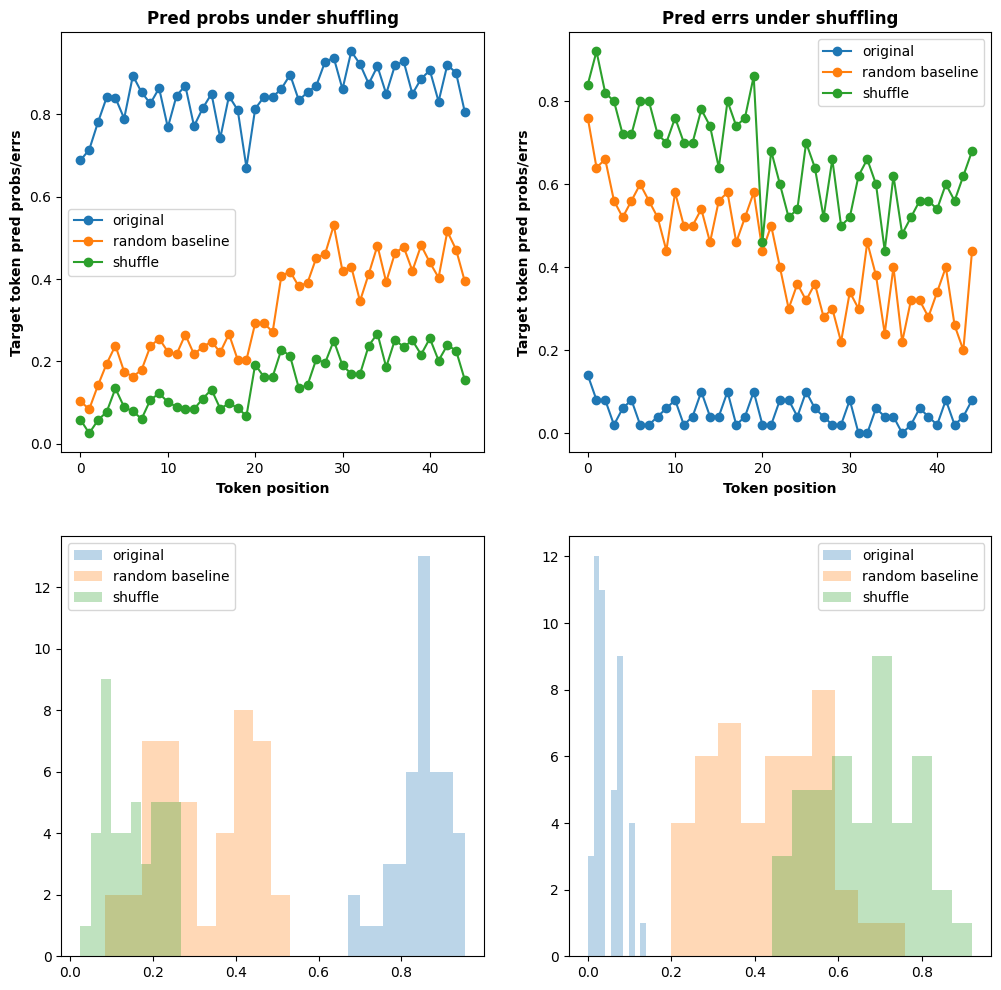 Pred probs under shuffling
Target token pred probs/errs
0.8
0.6
0.4
0.2
0.0
original
random baseline
shuffle
0
10
20
30
40
Token position
Pred errs under shuffling
Target token pred probs/errs
0.8
0.6
0.4
0.2
0.0
original
random baseline
shuffle
0
10
20
30
40
Token position
12
10
8
6
4
2
0
original
random baseline
shuffle
0.0
0.2
0.4
0.6
0.8
12
10
8
6
4
2
0
original
random baseline
shuffle
0.0
0.2
0.4
0.6
0.8